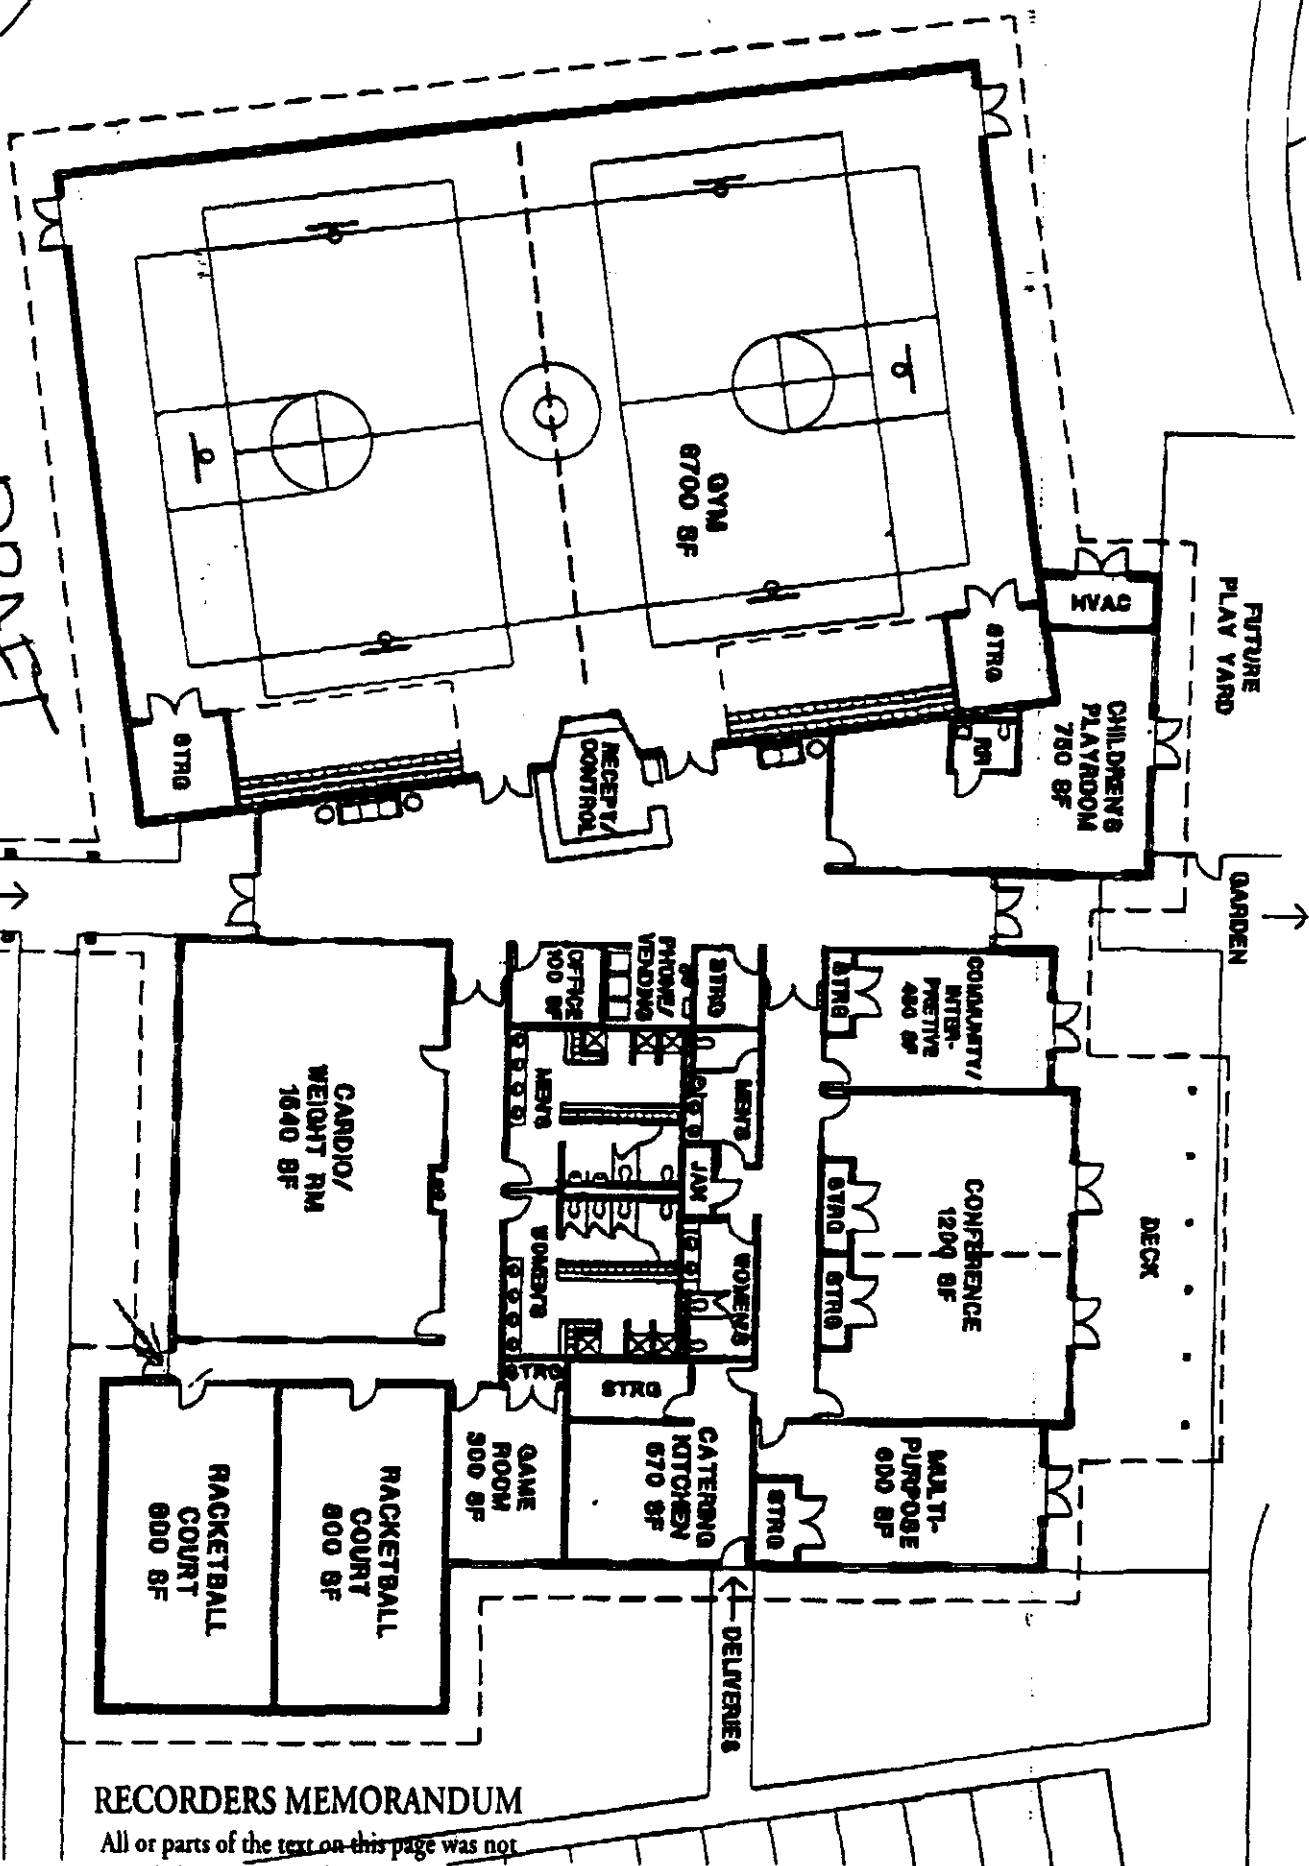 GYM
6700 SF
HVAC
FUTURE
PLAY YARD
STRG
CHILDREN'S
PLAYROOM
750 SF
RR
STRG
RECEPT/
CONTROL
GARDEN
OFFICE
100 SF
PHONE/
VENDING
STRG
STRG
COMMUNITY/
INTER-
PRETIVE
480 SF
CARDIO/
WEIGHT RM
1640 SF
MEN'S
MEN'S
JAN
WOMEN'S
WOMEN'S
STRG
STRG
CONFERENCE
1200 SF
DECK
STRG
STRG
GAME
ROOM
300 SF
CATERING
KITCHEN
670 SF
STRG
MULTI-
PURPOSE
600 SF
RACKETBALL
COURT
800 SF
RACKETBALL
COURT
800 SF
DELIVERIES
RECORDERS MEMORANDUM
All or parts of the text on this page was not